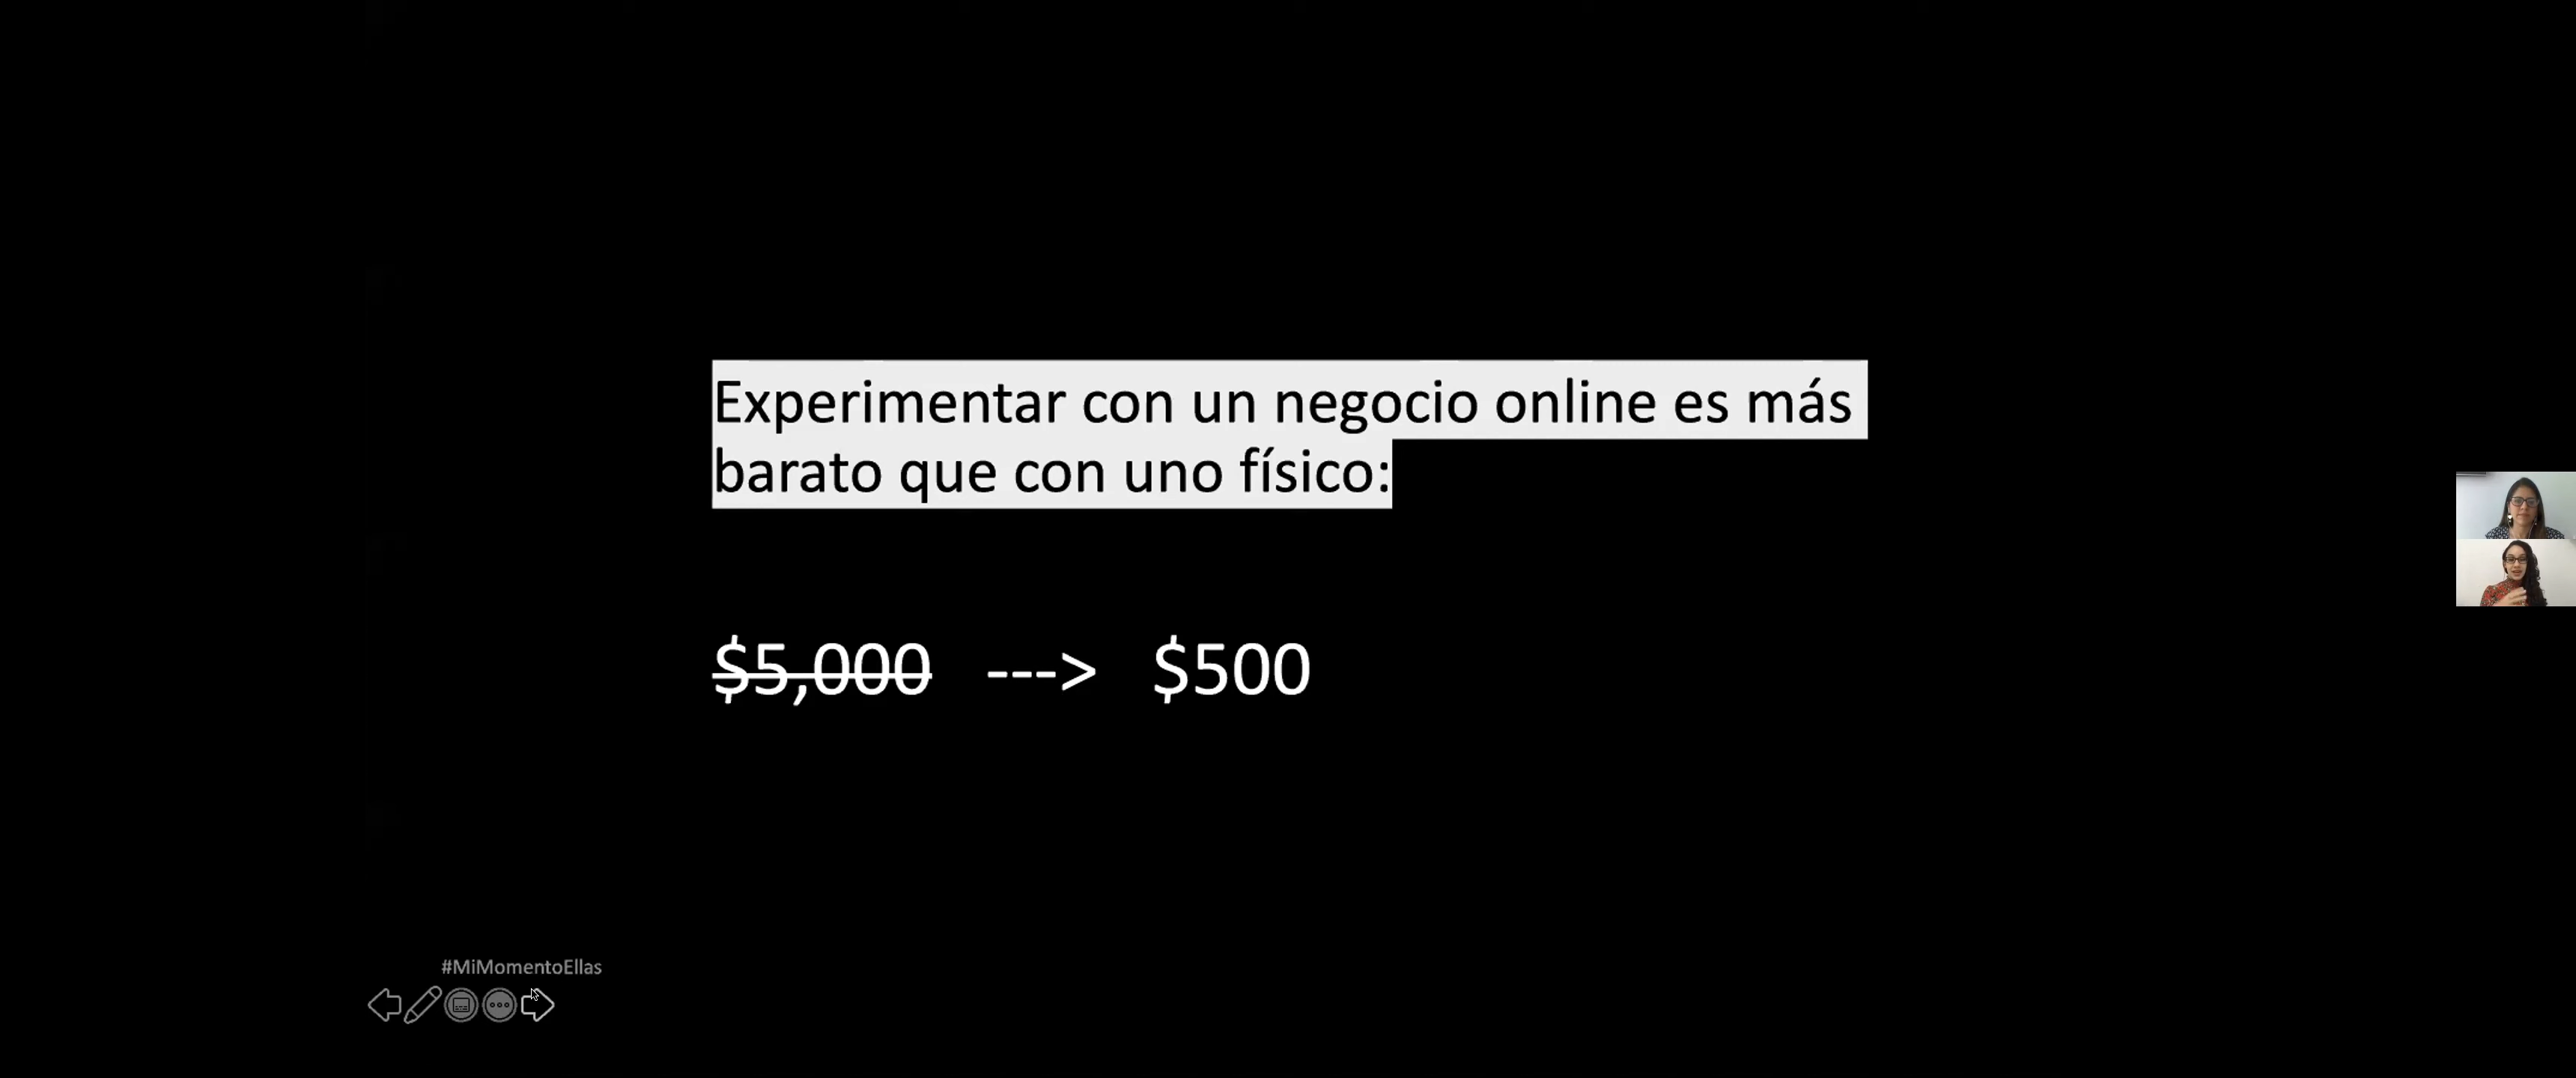 Experimentar con un negocio online es más
barato que con uno físico:
$5,000 ---> $500
#MiMomentoEllas